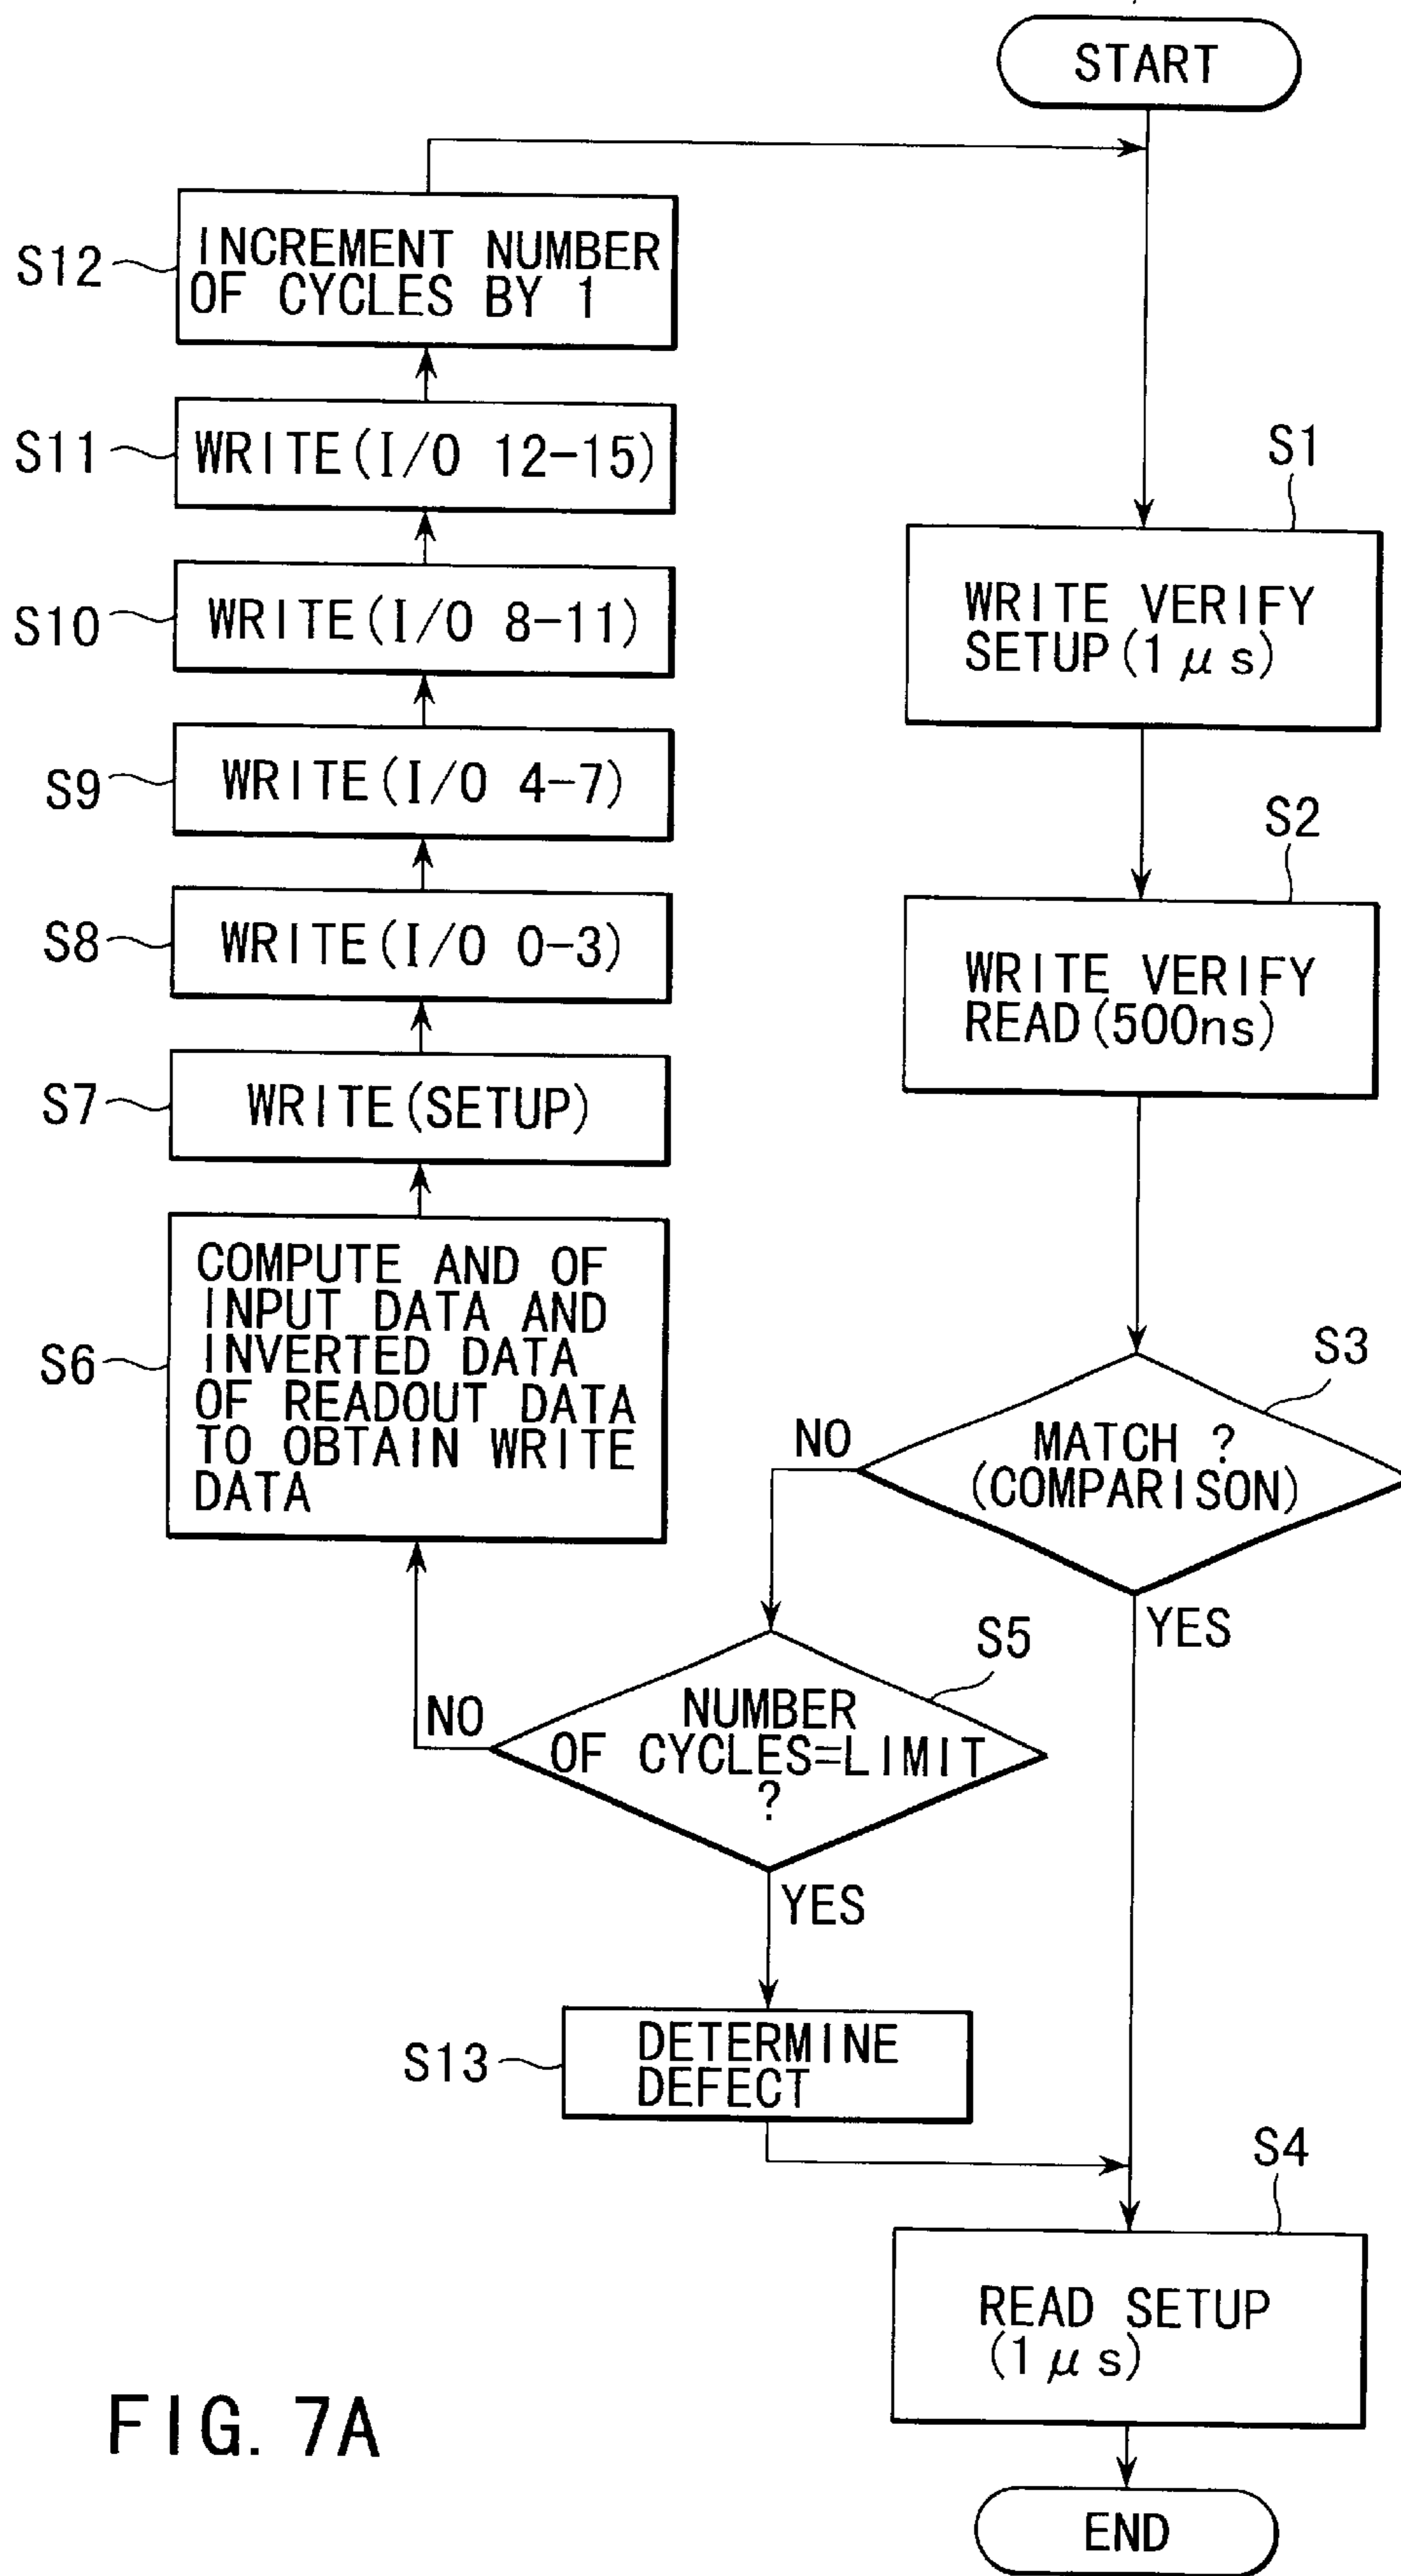 START
S12
INCREMENT NUMBER
OF CYCLES BY 1
S11
WRITE(I/O 12-15)
S1
WRITE VERIFY
SETUP(1μs)
S10
WRITE(I/O 8-11)
S9
WRITE(I/O 4-7)
S2
WRITE VERIFY
READ(500ns)
S8
WRITE(I/O 0-3)
S7
WRITE(SETUP)
S6
COMPUTE AND OF
INPUT DATA AND
INVERTED DATA
OF READOUT DATA
TO OBTAIN WRITE
DATA
S3
MATCH ?
(COMPARISON)
NO
YES
S5
NUMBER
OF CYCLES=LIMIT
?
NO
YES
S13
DETERMINE
DEFECT
S4
READ SETUP
(1μs)
END
FIG. 7A